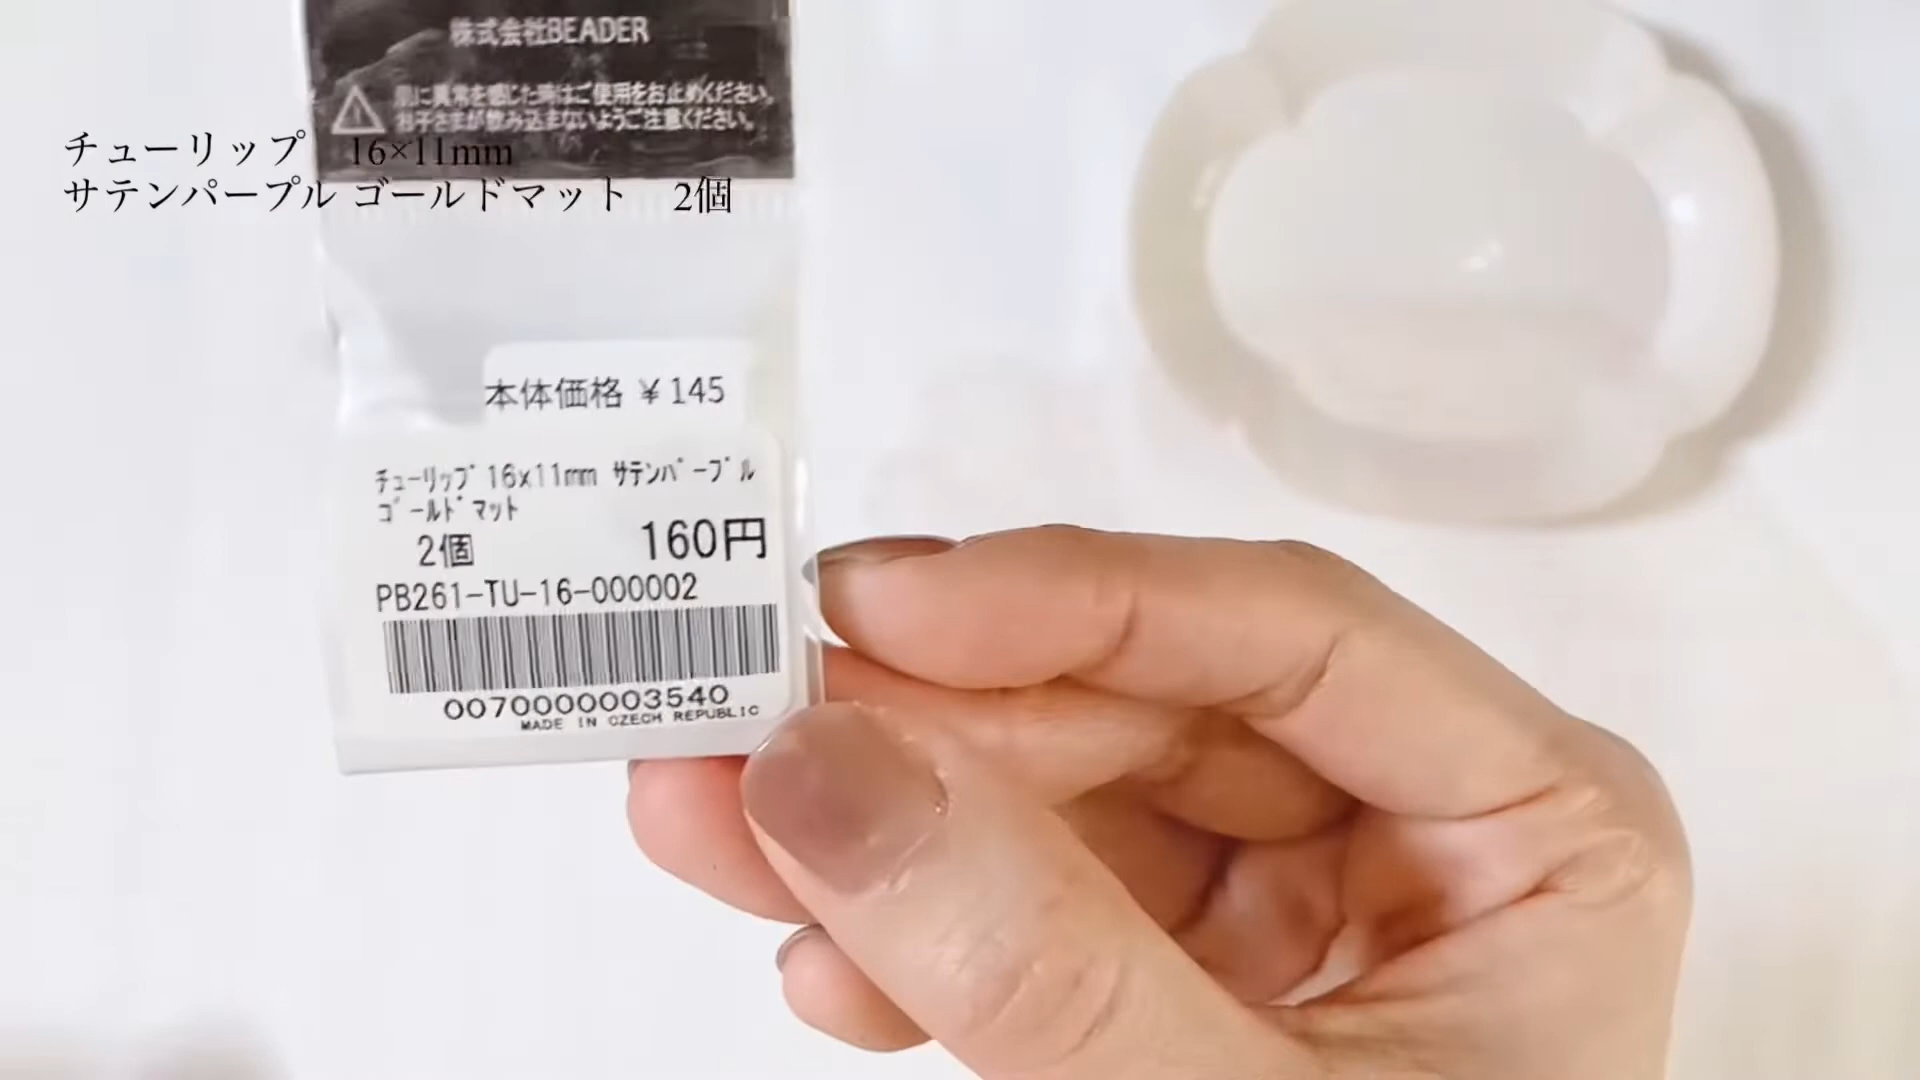 株式会社BEADER
肌に異常を感じた時はご使用をお止めください。
お子さまが飲み込まないようご注意ください。
チューリップ 16×11mm
サテンパープル ゴールドマット 2個
本体価格 ¥145
ﾁｭｰﾘｯﾌﾟ 16x11mm ｻﾃﾝﾊﾟｰﾌﾟﾙ
ｺﾞｰﾙﾄﾞﾏｯﾄ
2個 160円
PB261-TU-16-000002
0070000003540
MADE IN CZECH REPUBLIC